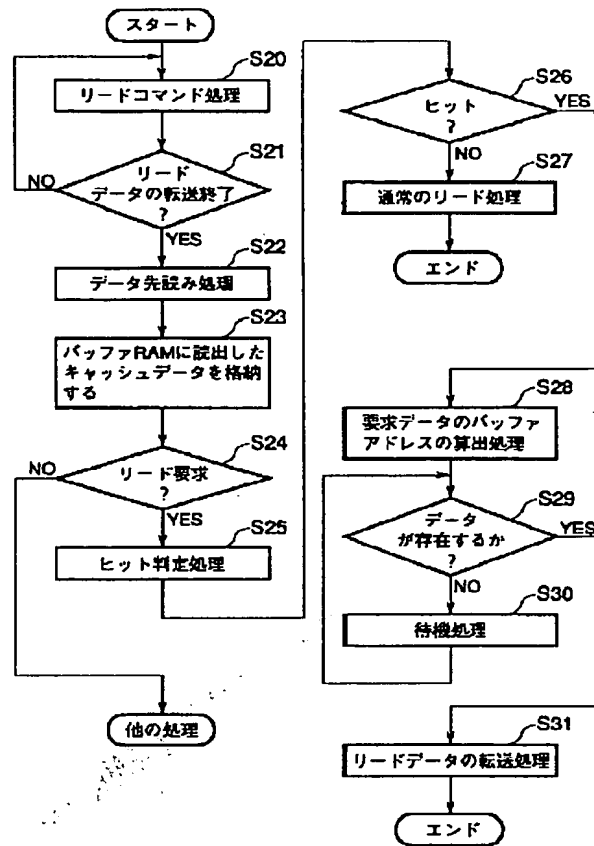 スタート
S20
リードコマンド処理
S21
リード
データの転送終了
?
NO
YES
S22
データ先読み処理
S23
バッファRAMに読出した
キャッシュデータを格納
する
S24
リード要求
?
NO
YES
S25
ヒット判定処理
他の処理
S26
ヒット
?
YES
NO
S27
通常のリード処理
エンド
S28
要求データのバッファ
アドレスの算出処理
S29
データ
が存在するか
?
YES
NO
S30
待機処理
S31
リードデータの転送処理
エンド